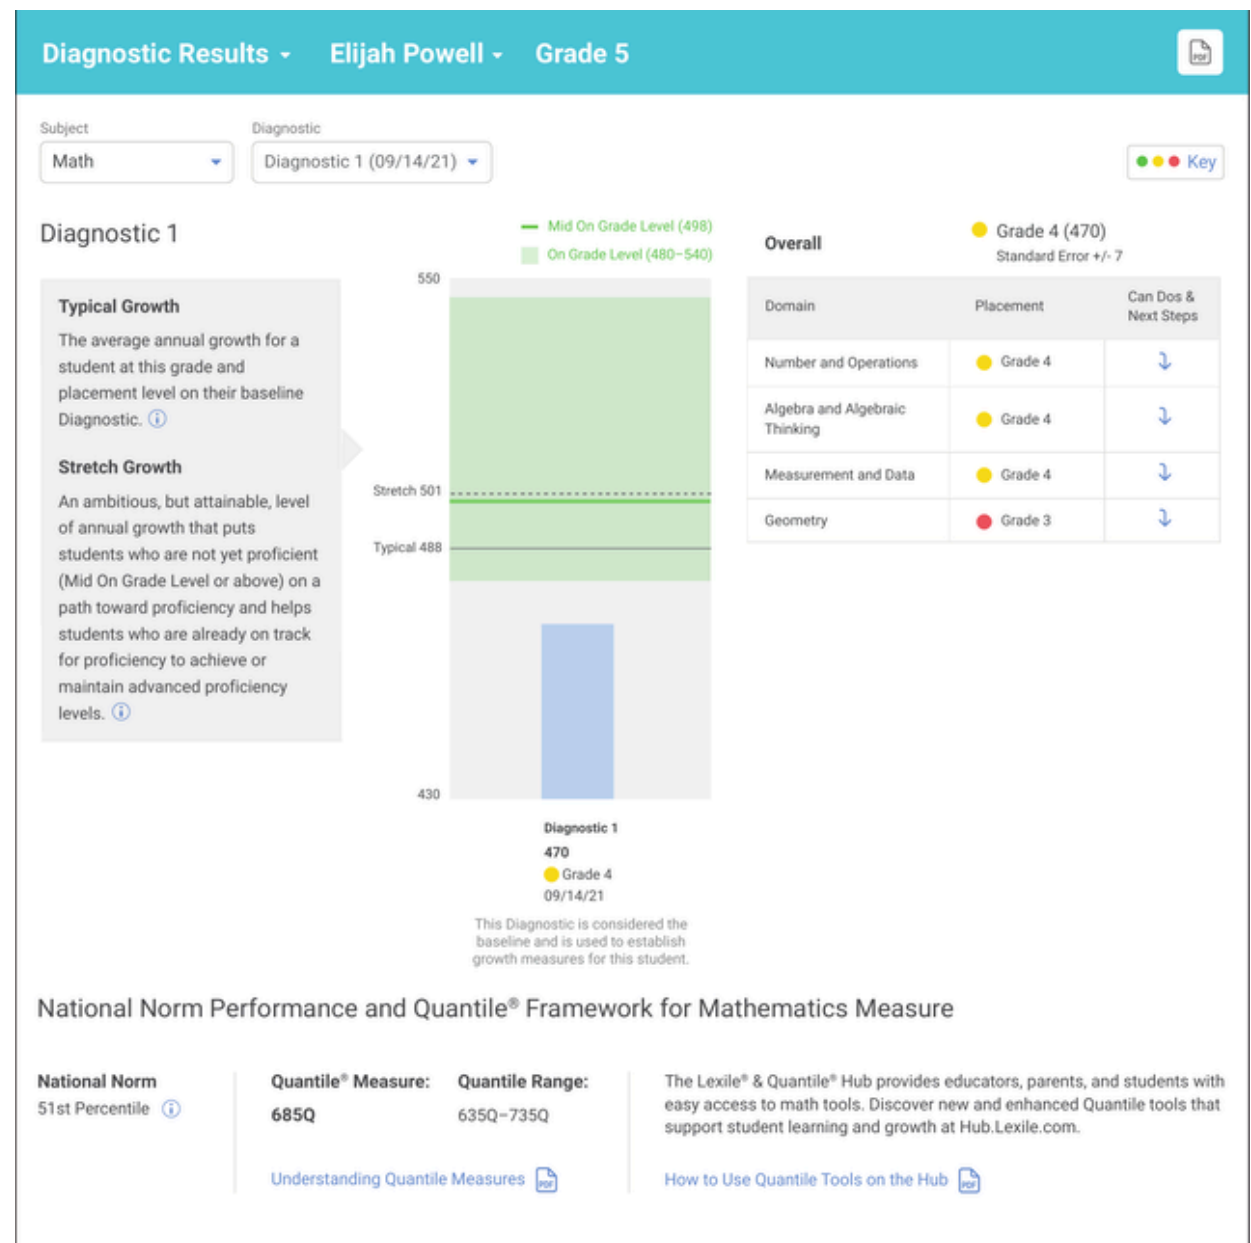 Diagnostic Results Elijah Powell Grade 5
PDF
Subject
Math
Diagnostic
Diagnostic 1 (09/14/21)
Key
Diagnostic 1
Typical Growth
The average annual growth for a
student at this grade and
placement level on their baseline
Diagnostic.
Stretch Growth
An ambitious, but attainable, level
of annual growth that puts
students who are not yet proficient
(Mid On Grade Level or above) on a
path toward proficiency and helps
students who are already on track
for proficiency to achieve or
maintain advanced proficiency
levels.
Mid On Grade Level (498)
On Grade Level (480–540)
550
Stretch 501
Typical 488
430
Diagnostic 1
470
Grade 4
09/14/21
This Diagnostic is considered the
baseline and is used to establish
growth measures for this student.
Overall
Grade 4 (470)
Standard Error +/- 7
Domain Placement Can Dos &
Next Steps
Number and Operations Grade 4
Algebra and Algebraic
Thinking Grade 4
Measurement and Data Grade 4
Geometry Grade 3
National Norm Performance and Quantile® Framework for Mathematics Measure
National Norm
51st Percentile
Quantile® Measure:
685Q
Quantile Range:
635Q–735Q
Understanding Quantile Measures PDF
The Lexile® & Quantile® Hub provides educators, parents, and students with
easy access to math tools. Discover new and enhanced Quantile tools that
support student learning and growth at Hub.Lexile.com.
How to Use Quantile Tools on the Hub PDF